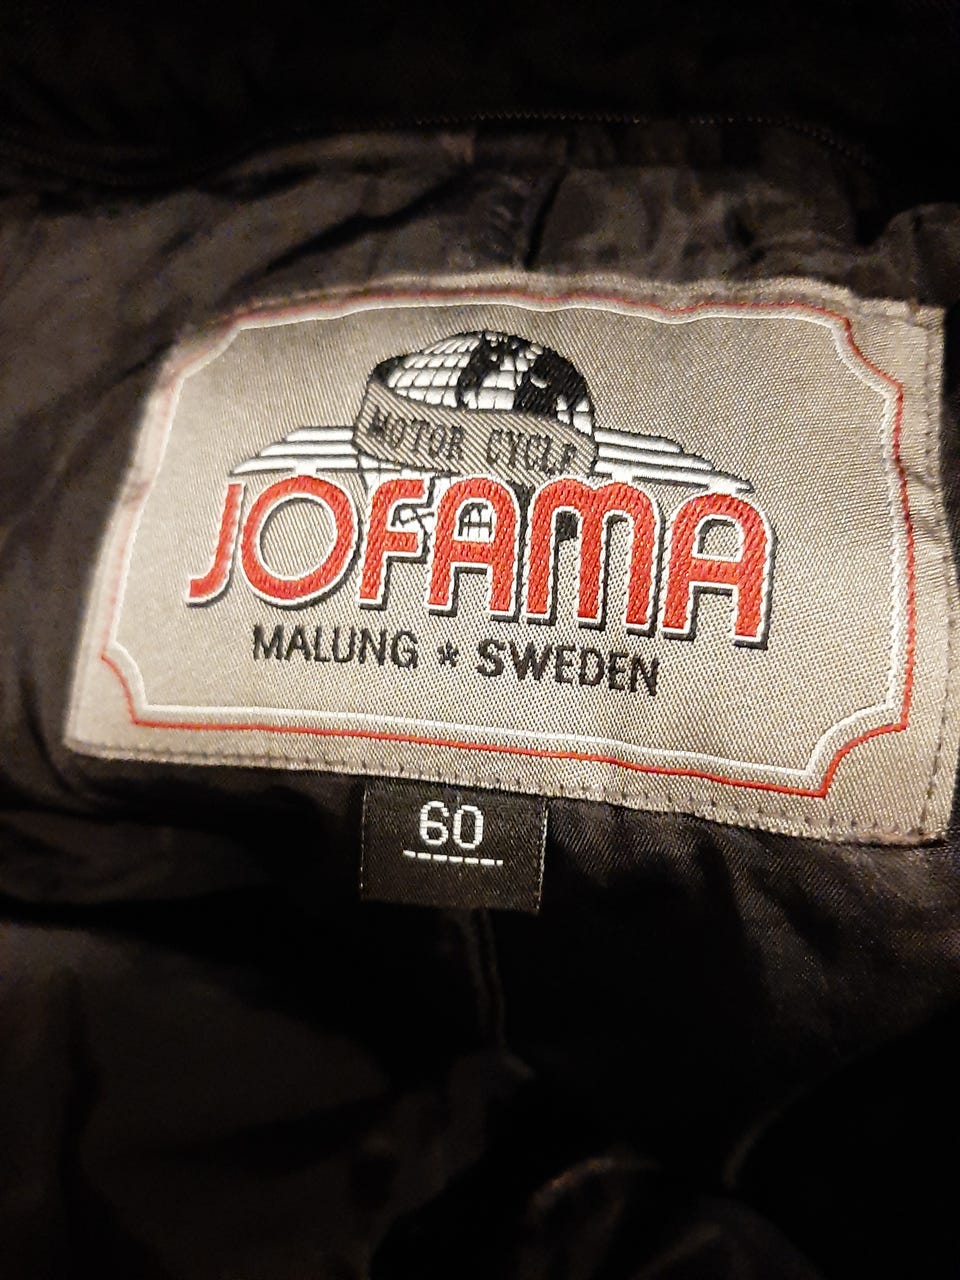 MOTOR CYCLE
JOFAMA
MALUNG * SWEDEN
60